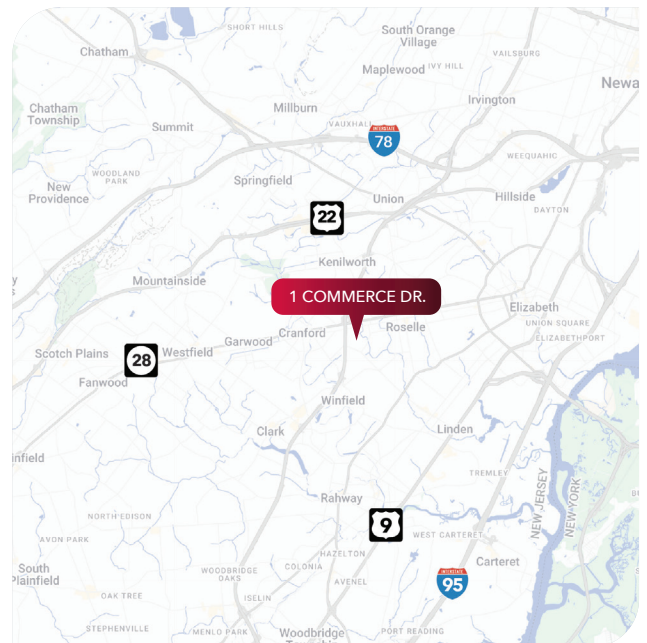 SHORT HILLS
South Orange
Village
Chatham
VAILSBURG
Maplewood
IVY HILL
Newa
Irvington
Chatham
Township
Millburn
VAUXHALL
INTERSTATE
78
Summit
WEEQUAHIC
WOODLAND
PARK
Springfield
New
Providence
Union
Hillside
DAYTON
22
Kenilworth
y
Mountainside
1 COMMERCE DR.
Elizabeth
UNION SQUARE
Roselle
Cranford
ELIZABETHPORT
Garwood
Scotch Plains
28
Westfield
Fanwood
Winfield
Clark
Linden
infield
TREMLEY
NEW JERSEY
NEW YORK
Rahway
NORTH EDISON
9
WEST CARTERET
AVON PARK
HAZELTON
Carteret
South
Plainfield
WOODBRIDGE
OAKS
COLONIA
AVENEL
INTERSTATE
95
OAK TREE
ISELIN
STEPHENVILLE
MENLO PARK
Woodbridge
PORT READING